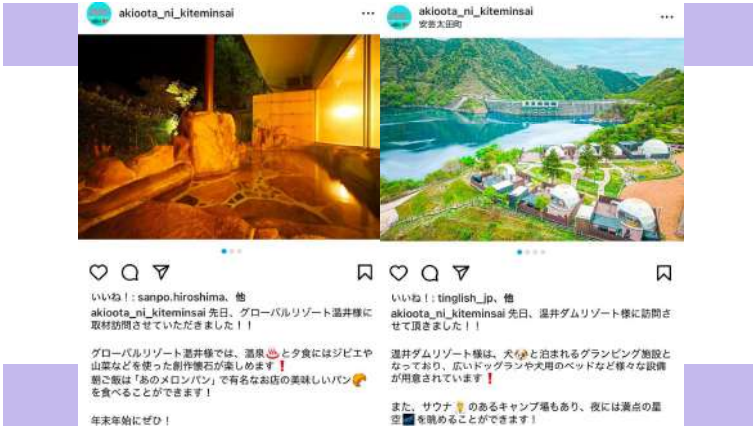 akioota_ni_kiteminsai
いいね！: sanpo.hiroshima、他
akioota_ni_kiteminsai 先日、グローバルリゾート温井様に
取材訪問させていただきました！！
グローバルリゾート温井様では、温泉♨️と夕食にはジビエや
山菜などを使った創作懐石が楽しめます❗
朝ご飯は「あのメロンパン」で有名なお店の美味しいパン🥐
を食べることができます！
年末年始にぜひ！
akioota_ni_kiteminsai
安芸太田町
いいね！: tinglish_jp、他
akioota_ni_kiteminsai 先日、温井ダムリゾート様に訪問さ
せて頂きました！！
温井ダムリゾート様は、犬🐶と泊まれるグランピング施設と
なっており、広いドッグランや犬用のベッドなど様々な設備
が用意されています❗
また、サウナのあるキャンプ場もあり、夜には満点の星
空🌃を眺めることができます！